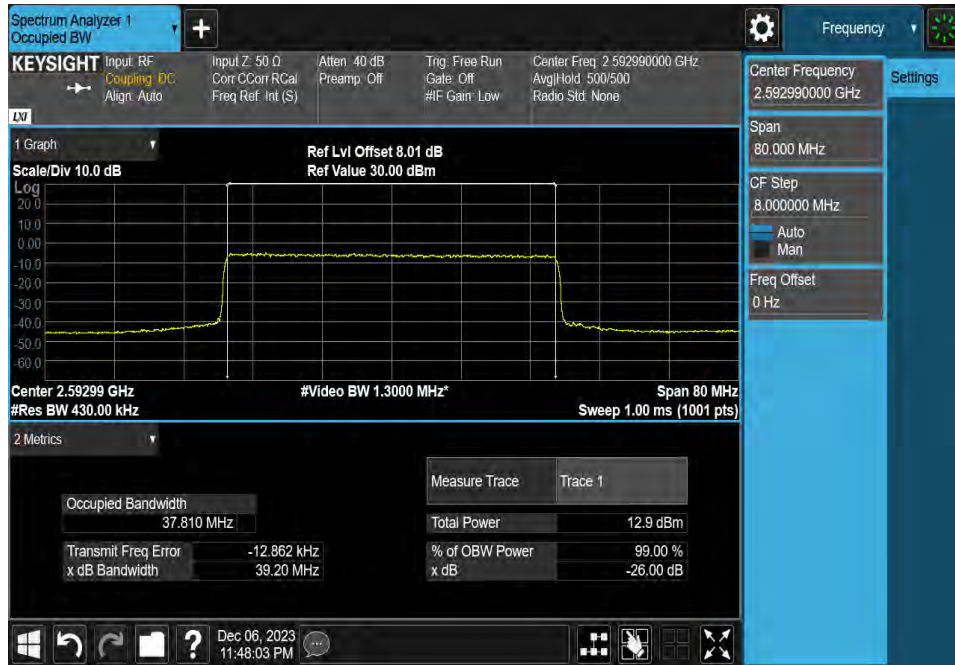 Spectrum Analyzer 1
Occupied BW
+
Frequency
KEYSIGHT
Input: RF
Coupling: DC
Align: Auto
Input Z: 50 Ω
Corr CCorr RCal
Freq Ref: Int (S)
Atten: 40 dB
Preamp: Off
Trig: Free Run
Gate: Off
#IF Gain: Low
Center Freq: 2.592990000 GHz
Avg|Hold: 500/500
Radio Std: None
LXI
Center Frequency
2.592990000 GHz
Settings
Span
80.000 MHz
CF Step
8.000000 MHz
Auto
Man
Freq Offset
0 Hz
1 Graph
Ref Lvl Offset 8.01 dB
Scale/Div 10.0 dB
Ref Value 30.00 dBm
Log
20.0
10.0
0.00
-10.0
-20.0
-30.0
-40.0
-50.0
-60.0
Center 2.59299 GHz
#Video BW 1.3000 MHz*
Span 80 MHz
#Res BW 430.00 kHz
Sweep 1.00 ms (1001 pts)
2 Metrics
Measure Trace
Trace 1
Occupied Bandwidth
37.810 MHz
Total Power
12.9 dBm
Transmit Freq Error
-12.862 kHz
% of OBW Power
99.00 %
x dB Bandwidth
39.20 MHz
x dB
-26.00 dB
?
Dec 06, 2023
11:48:03 PM